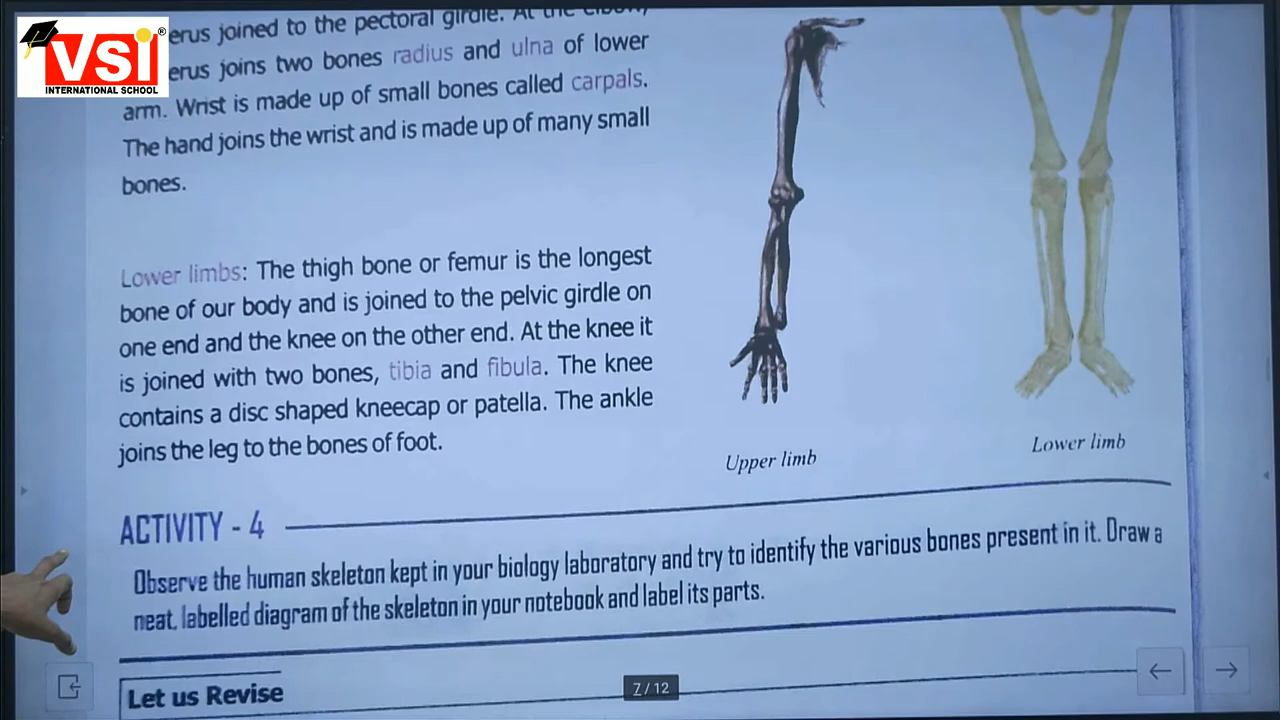 VSI
INTERNATIONAL SCHOOL
erus joined to the pectoral girdle. At the elbow,
erus joins two bones radius and ulna of lower
arm. Wrist is made up of small bones called carpals.
The hand joins the wrist and is made up of many small
bones.
Lower limbs: The thigh bone or femur is the longest
bone of our body and is joined to the pelvic girdle on
one end and the knee on the other end. At the knee it
is joined with two bones, tibia and fibula. The knee
contains a disc shaped kneecap or patella. The ankle
joins the leg to the bones of foot.
Upper limb
Lower limb
ACTIVITY - 4
Observe the human skeleton kept in your biology laboratory and try to identify the various bones present in it. Draw a
neat, labelled diagram of the skeleton in your notebook and label its parts.
Let us Revise
7 / 12